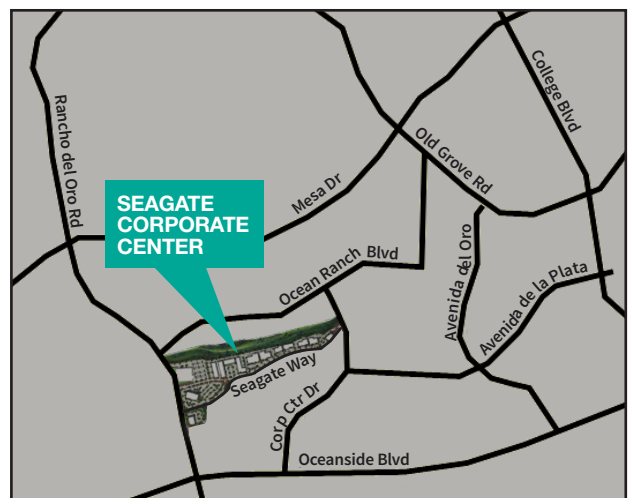 College Blvd
Rancho del Oro Rd
Old Grove Rd
Mesa Dr
SEAGATE
CORPORATE
CENTER
Ocean Ranch Blvd
Avenida del Oro
Avenida de la Plata
Seagate Way
Corp Ctr Dr
Oceanside Blvd